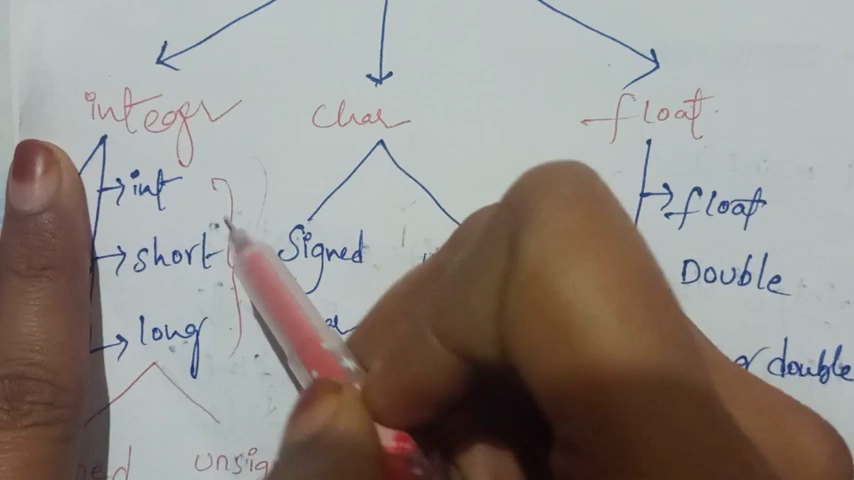 integr char float
int
short
long
unsig
Signed
float
Double
double